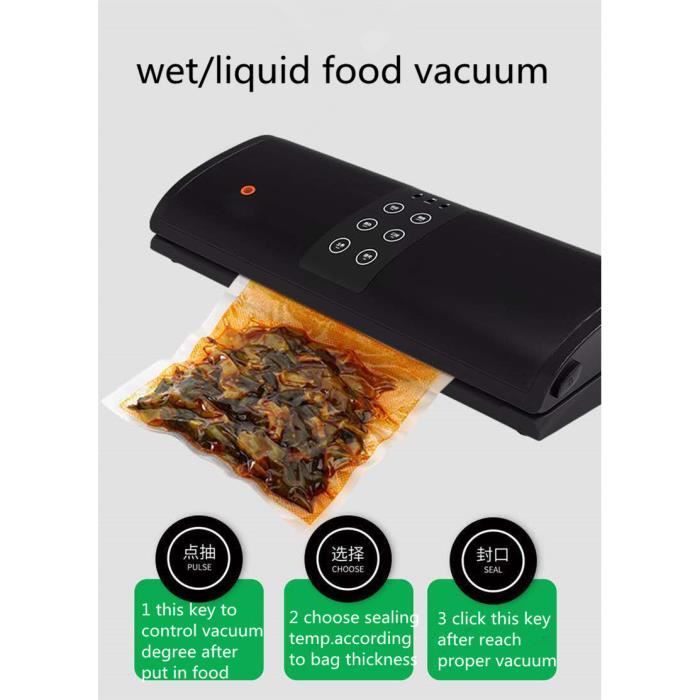 wet/liquid food vacuum
点抽
PULSE
选择
CHOOSE
封口
SEAL
1 this key to
control vacuum
degree after
put in food
2 choose sealing
temp.according
to bag thickness
3 click this key
after reach
proper vacuum